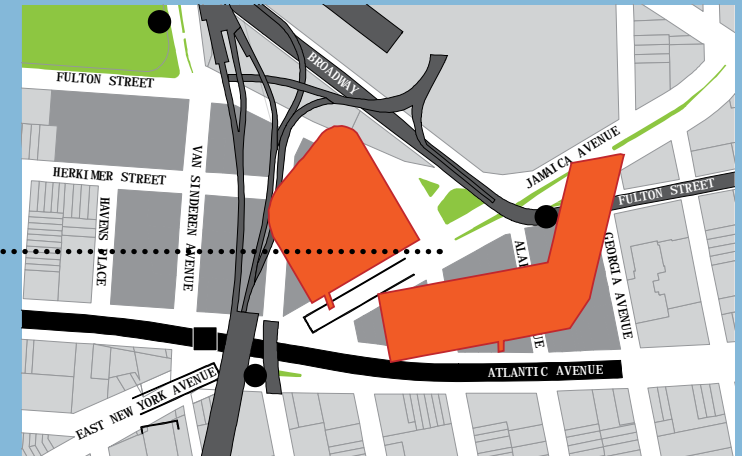 BROADWAY
FULTON STREET
JAMAICA AVENUE
HERKIMER STREET
VAN SINDEREN AVENUE
FULTON STREET
HAVENS PLACE
GEORGIA AVENUE
ATLANTIC AVENUE
EAST NEW YORK AVENUE